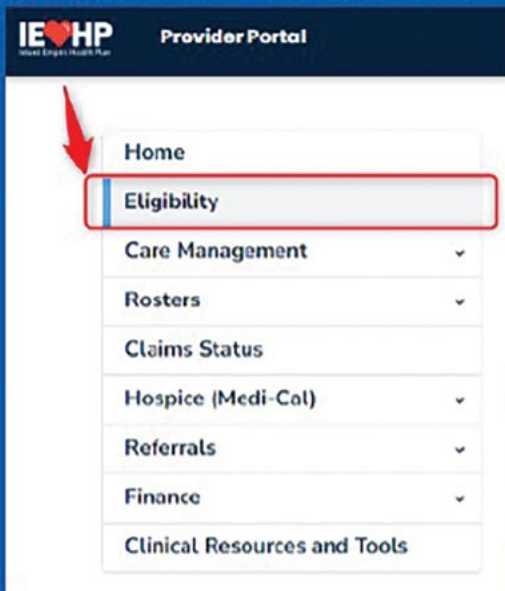 IEHP Provider Portal
Inland Empire Health Plan
Home
Eligibility
Care Management
Rosters
Claims Status
Hospice (Medi-Cal)
Referrals
Finance
Clinical Resources and Tools